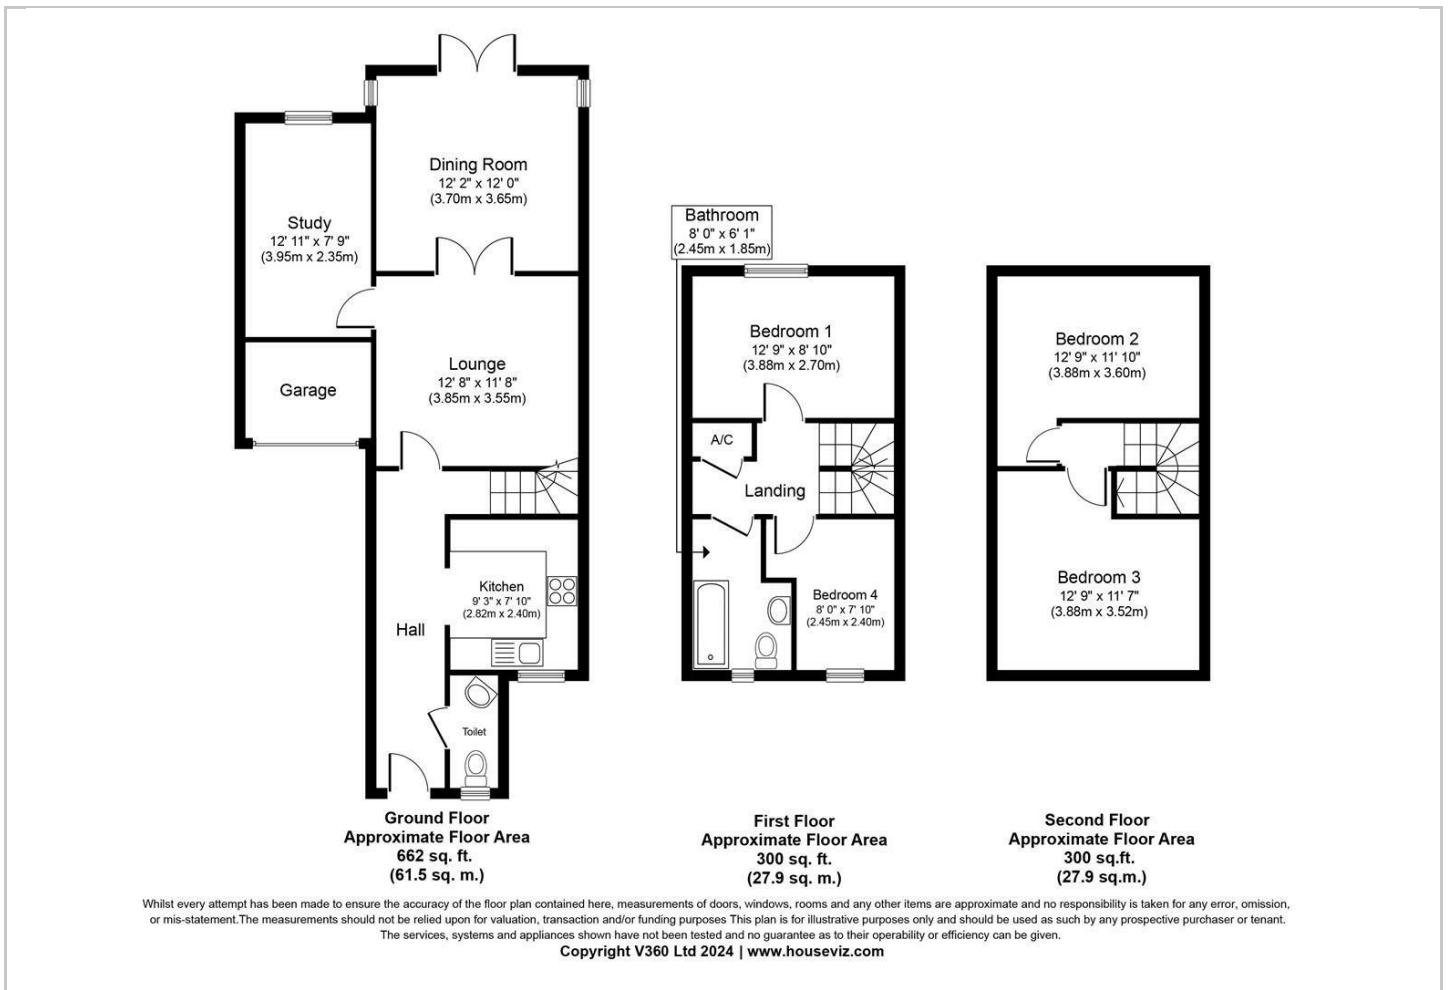 Dining Room
12' 2" x 12' 0"
(3.70m x 3.65m)
Study
12' 11" x 7' 9"
(3.95m x 2.35m)
Lounge
12' 8" x 11' 8"
(3.85m x 3.55m)
Garage
Kitchen
9' 3" x 7' 10"
(2.82m x 2.40m)
Hall
Toilet
Ground Floor
Approximate Floor Area
662 sq. ft.
(61.5 sq. m.)
Bathroom
8' 0" x 6' 1"
(2.45m x 1.85m)
Bedroom 1
12' 9" x 8' 10"
(3.88m x 2.70m)
A/C
Landing
Bedroom 4
8' 0" x 7' 10"
(2.45m x 2.40m)
First Floor
Approximate Floor Area
300 sq. ft.
(27.9 sq. m.)
Bedroom 2
12' 9" x 11' 10"
(3.88m x 3.60m)
Bedroom 3
12' 9" x 11' 7"
(3.88m x 3.52m)
Second Floor
Approximate Floor Area
300 sq.ft.
(27.9 sq.m.)
Whilst every attempt has been made to ensure the accuracy of the floor plan contained here, measurements of doors, windows, rooms and any other items are approximate and no responsibility is taken for any error, omission,
or mis-statement.The measurements should not be relied upon for valuation, transaction and/or funding purposes This plan is for illustrative purposes only and should be used as such by any prospective purchaser or tenant.
The services, systems and appliances shown have not been tested and no guarantee as to their operability or efficiency can be given.
Copyright V360 Ltd 2024 | www.houseviz.com